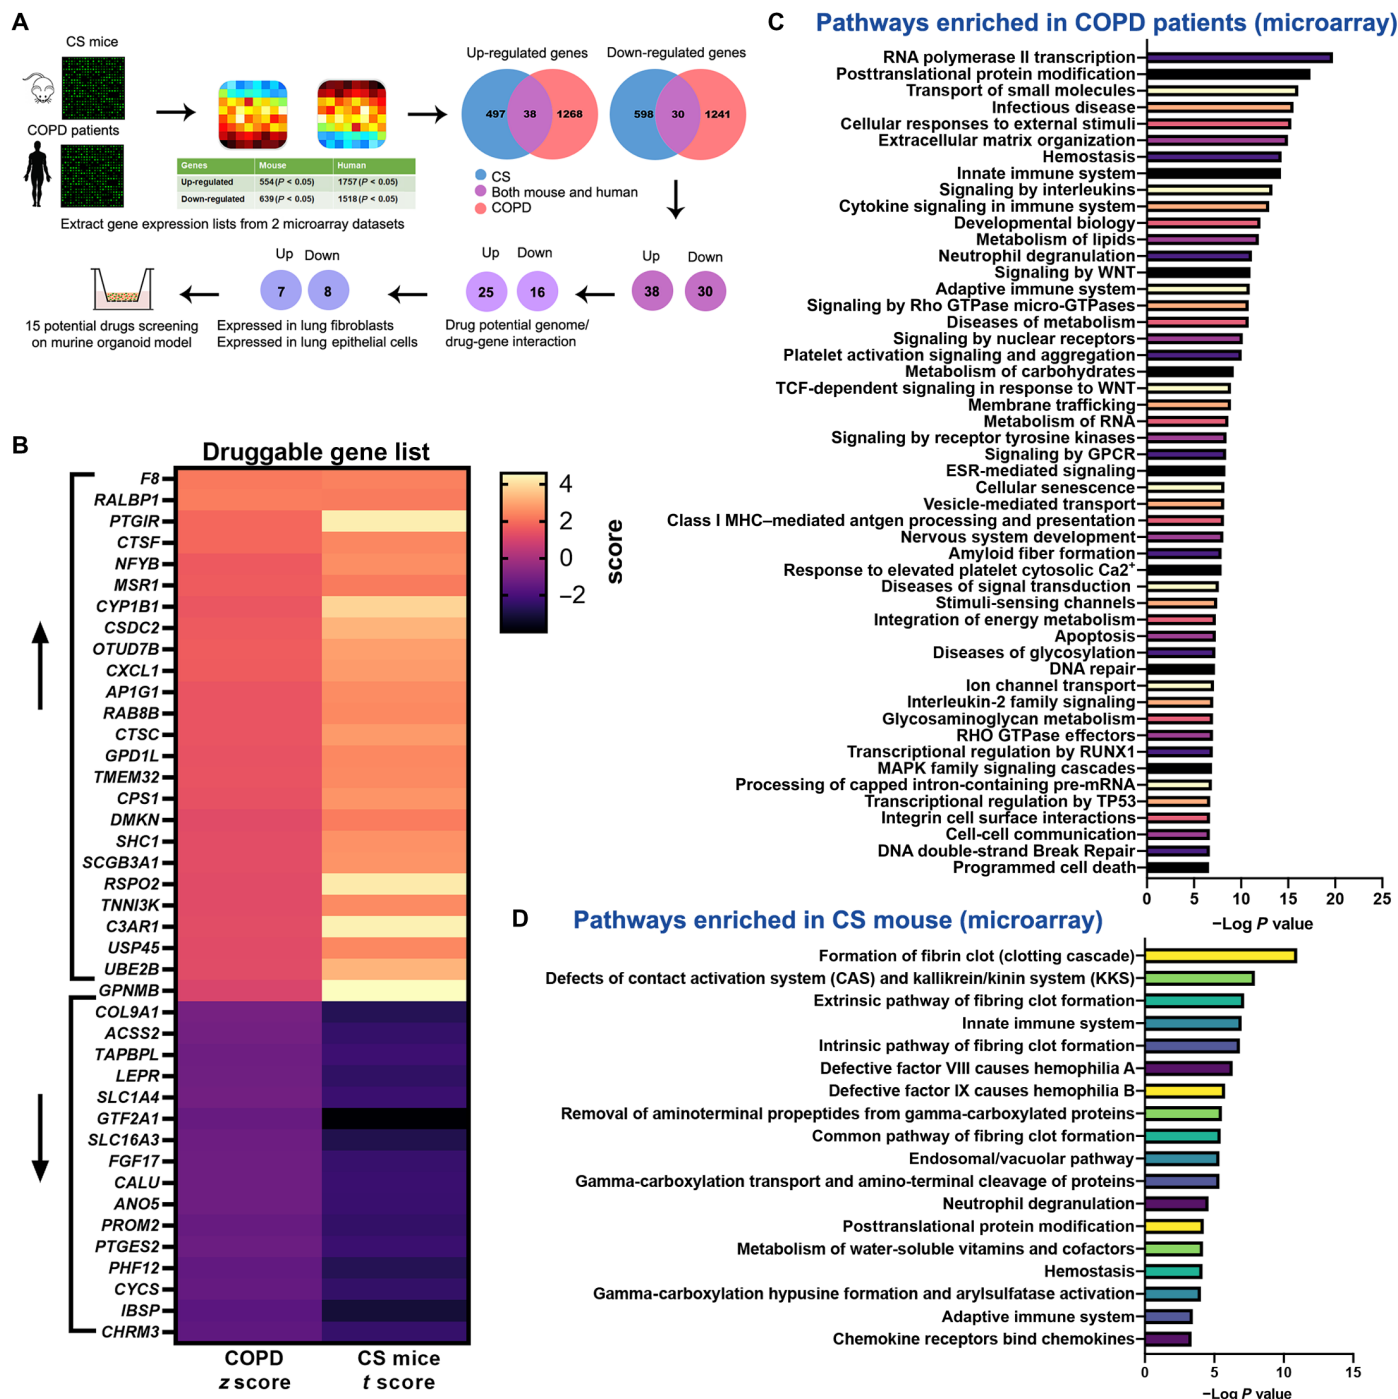 A
CS mice
COPD patients
Genes Mouse Human
Up-regulated 554 (P < 0.05) 1757 (P < 0.05)
Down-regulated 639 (P < 0.05) 1518 (P < 0.05)
Extract gene expression lists from 2 microarray datasets
Up-regulated genes Down-regulated genes
497 38 1268 598 30 1241
CS
Both mouse and human
COPD
Up Down
38 30
Up Down
25 16
Drug potential genome/
drug-gene interaction
Up Down
7 8
Expressed in lung fibroblasts
Expressed in lung epithelial cells
15 potential drugs screening
on murine organoid model
B
Druggable gene list
F8
RALBP1
PTGIR
CTSF
NFYB
MSR1
CYP1B1
CSDC2
OTUD7B
CXCL1
AP1G1
RAB8B
CTSC
GPD1L
TMEM32
CPS1
DMKN
SHC1
SCGB3A1
RSPO2
TNNI3K
C3AR1
USP45
UBE2B
GPNMB
COL9A1
ACSS2
TAPBPL
LEPR
SLC1A4
GTF2A1
SLC16A3
FGF17
CALU
ANO5
PROM2
PTGES2
PHF12
CYCS
IBSP
CHRM3
COPD
z score
CS mice
t score
4
2
0
−2
score
C
Pathways enriched in COPD patients (microarray)
RNA polymerase II transcription
Posttranslational protein modification
Transport of small molecules
Infectious disease
Cellular responses to external stimuli
Extracellular matrix organization
Hemostasis
Innate immune system
Signaling by interleukins
Cytokine signaling in immune system
Developmental biology
Metabolism of lipids
Neutrophil degranulation
Signaling by WNT
Adaptive immune system
Signaling by Rho GTPase micro-GTPases
Diseases of metabolism
Signaling by nuclear receptors
Platelet activation signaling and aggregation
Metabolism of carbohydrates
TCF-dependent signaling in response to WNT
Membrane trafficking
Metabolism of RNA
Signaling by receptor tyrosine kinases
Signaling by GPCR
ESR-mediated signaling
Cellular senescence
Vesicle-mediated transport
Class I MHC–mediated antgen processing and presentation
Nervous system development
Amyloid fiber formation
Response to elevated platelet cytosolic Ca2+
Diseases of signal transduction
Stimuli-sensing channels
Integration of energy metabolism
Apoptosis
Diseases of glycosylation
DNA repair
Ion channel transport
Interleukin-2 family signaling
Glycosaminoglycan metabolism
RHO GTPase effectors
Transcriptional regulation by RUNX1
MAPK family signaling cascades
Processing of capped intron-containing pre-mRNA
Transcriptional regulation by TP53
Integrin cell surface interactions
Cell-cell communication
DNA double-strand Break Repair
Programmed cell death
0 5 10 15 20 25
−Log P value
D
Pathways enriched in CS mouse (microarray)
Formation of fibrin clot (clotting cascade)
Defects of contact activation system (CAS) and kallikrein/kinin system (KKS)
Extrinsic pathway of fibring clot formation
Innate immune system
Intrinsic pathway of fibring clot formation
Defective factor VIII causes hemophilia A
Defective factor IX causes hemophilia B
Removal of aminoterminal propeptides from gamma-carboxylated proteins
Common pathway of fibring clot formation
Endosomal/vacuolar pathway
Gamma-carboxylation transport and amino-terminal cleavage of proteins
Neutrophil degranulation
Posttranslational protein modification
Metabolism of water-soluble vitamins and cofactors
Hemostasis
Gamma-carboxylation hypusine formation and arylsulfatase activation
Adaptive immune system
Chemokine receptors bind chemokines
0 5 10 15
−Log P value